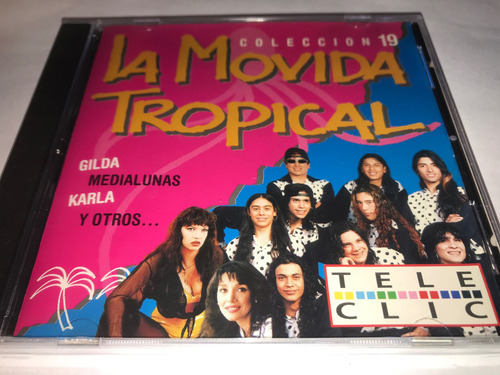 COLECCION 19
LA MOVIDA
TROPICAL
GILDA
MEDIALUNAS
KARLA
Y OTROS...
TELE
CLIC